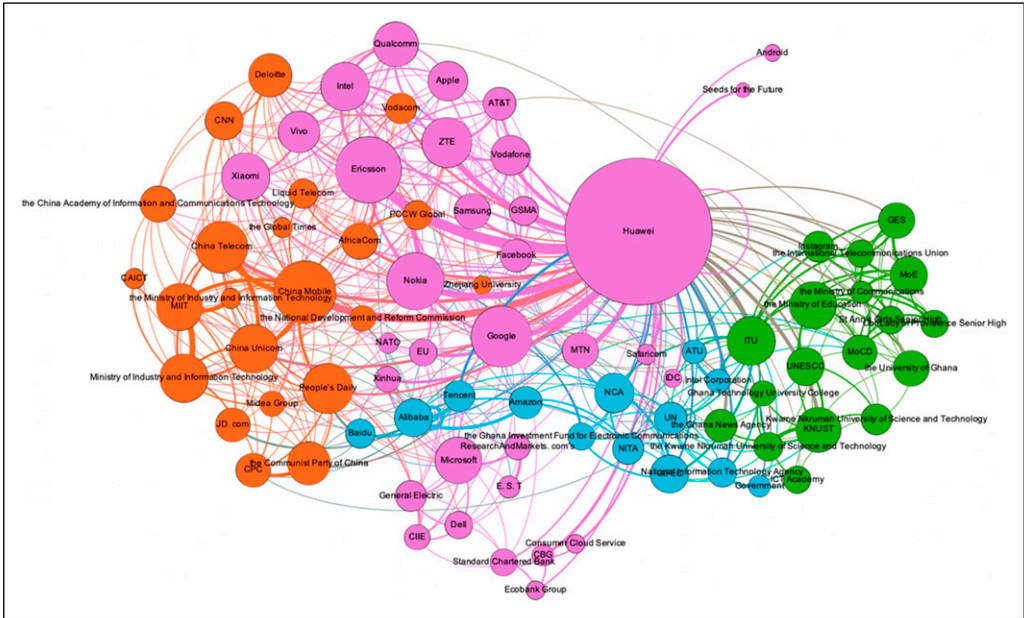 Qualcomm
Android
Deloitte
Intel
Apple
Seeds for the Future
AT&T
Vodacom
CNN
Vivo
ZTE
Vodafone
Ericsson
Xiaomi
Liquid Telecom
the China Academy of Information and Communications Technology
PCCW Global
Samsung
GSMA
GES
the Global Times
Huawei
China Telecom
AfricaCom
Instagram
the International Telecommunications Union
Facebook
MoE
CAICT
Nokia
Zhejiang University
China Mobile
the Ministry of Communications
the Ministry of Industry and Information Technology
the Ministry of Education
MIIT
the National Development and Reform Commission
St Ann's Girls Senior High
Providence Senior High
Google
NATO
ITU
China Unicom
EU
MTN
Safaricom
ATU
MoCD
UNESCO
the University of Ghana
Ministry of Industry and Information Technology
Xinhua
IDC
Intel Corporation
People's Daily
Ghana Technology University College
Tencent
Amazon
NCA
Midea Group
Alibaba
UN
Kwame Nkrumah University of Science and Technology
JD. com
Baidu
the Ghana News Agency
KNUST
the Ghana Investment Fund for Electronic Communications
ResearchAndMarkets. com's
NITA
the Kwame Nkrumah University of Science and Technology
the Communist Party of China
CPC
Microsoft
National Information Technology Agency
GIFEC
ICT Academy
E. S. T
Government
General Electric
Dell
CIIE
Consumer Cloud Service
CBG
Standard Chartered Bank
Ecobank Group